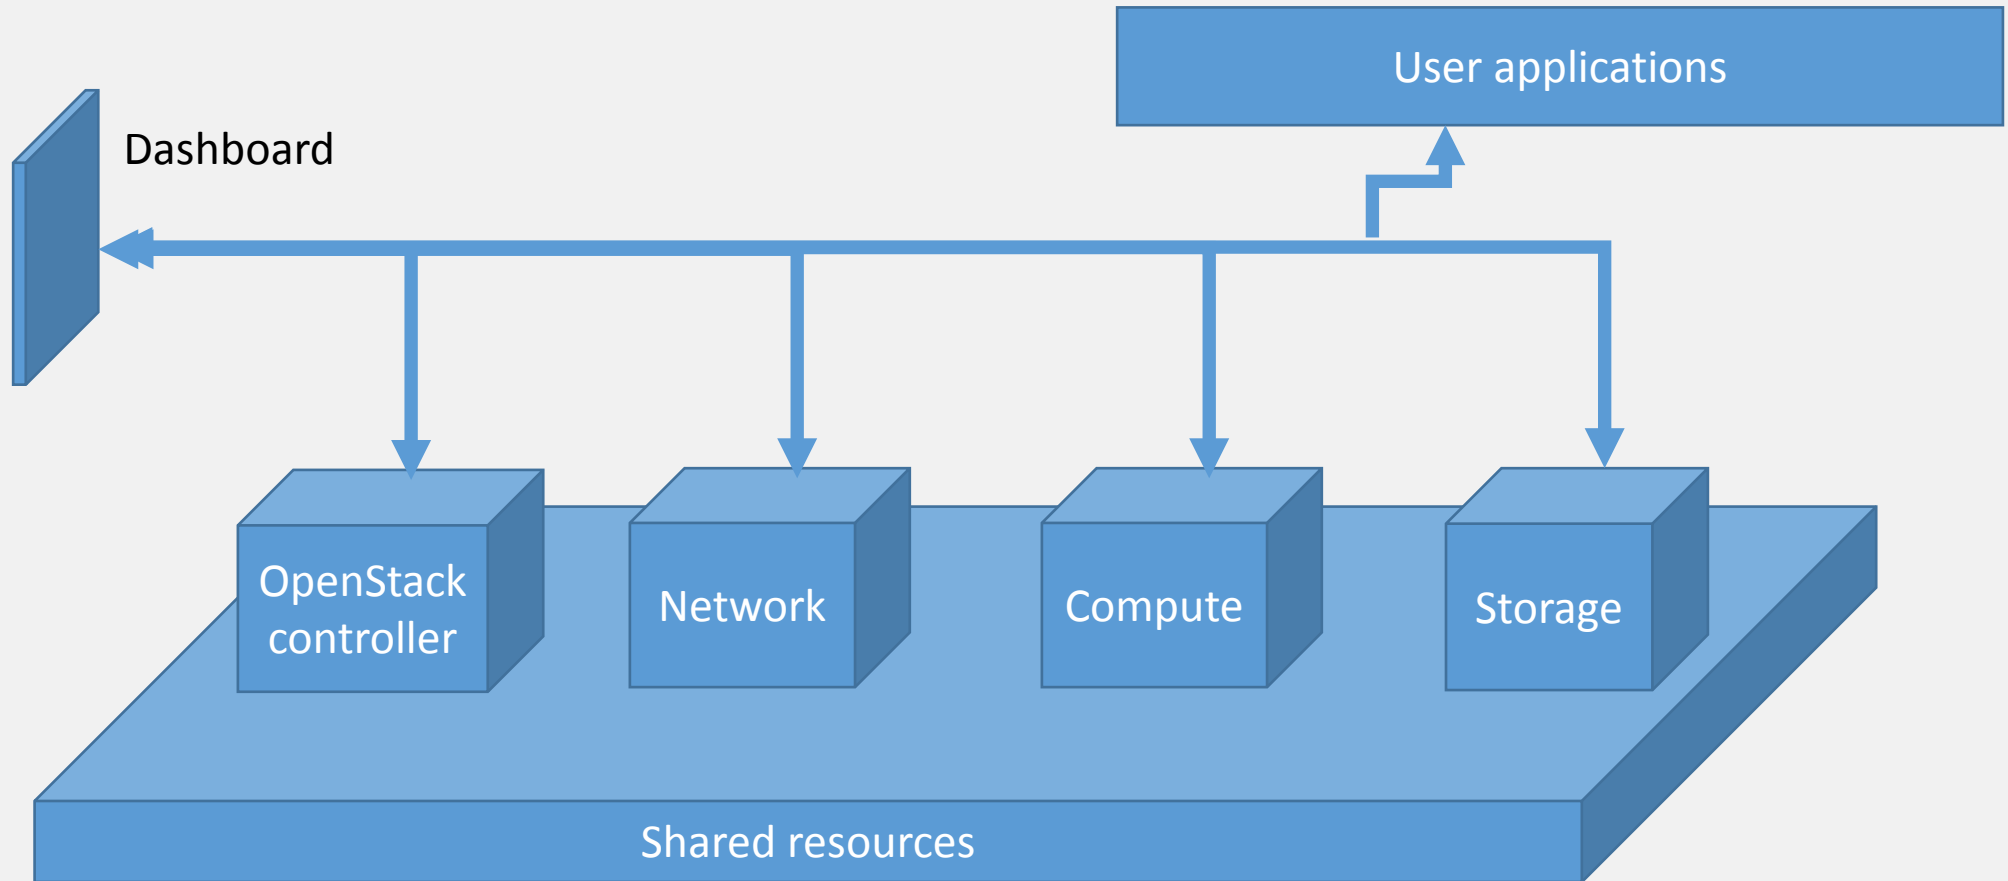 User applications
Dashboard
OpenStack
controller
Network
Compute
Storage
Shared resources